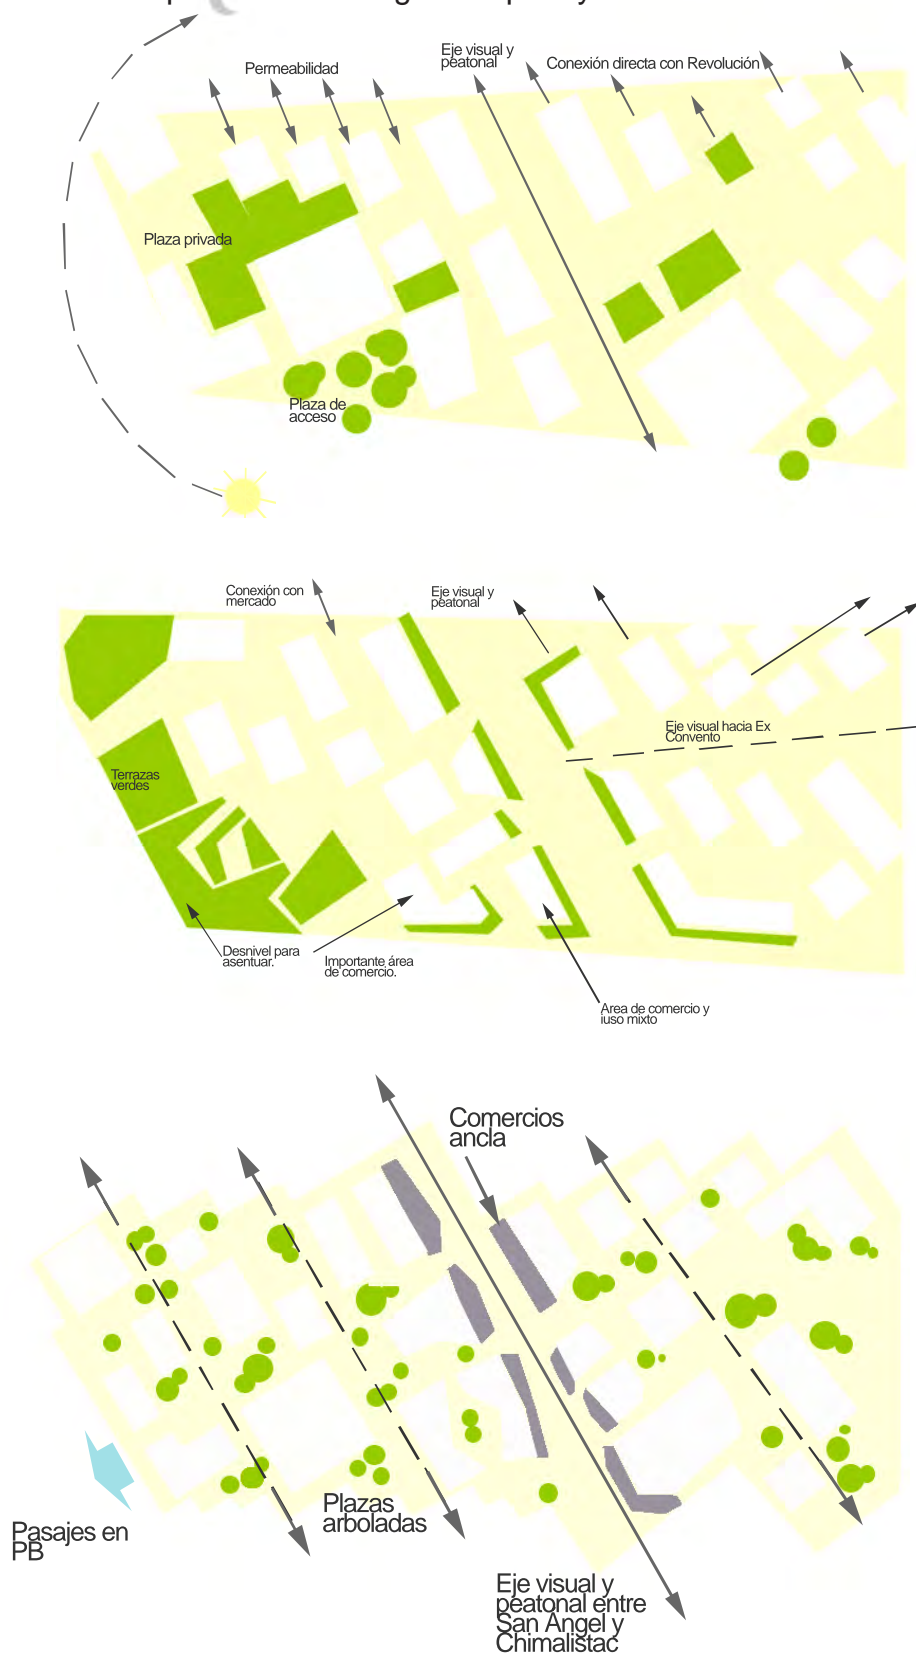 Eje visual y
peatonal
Permeabilidad
Conexión directa con Revolución
Plaza privada
Plaza de
acceso
Conexión con
mercado
Eje visual y
peatonal
Eje visual hacia Ex
Convento
Terrazas
verdes
Desnivel para
asentuar.
Importante área
de comercio.
Area de comercio y
iuso mixto
Comercios
ancla
Plazas
arboladas
Pasajes en
PB
Eje visual y
peatonal entre
San Ángel y
Chimalistac